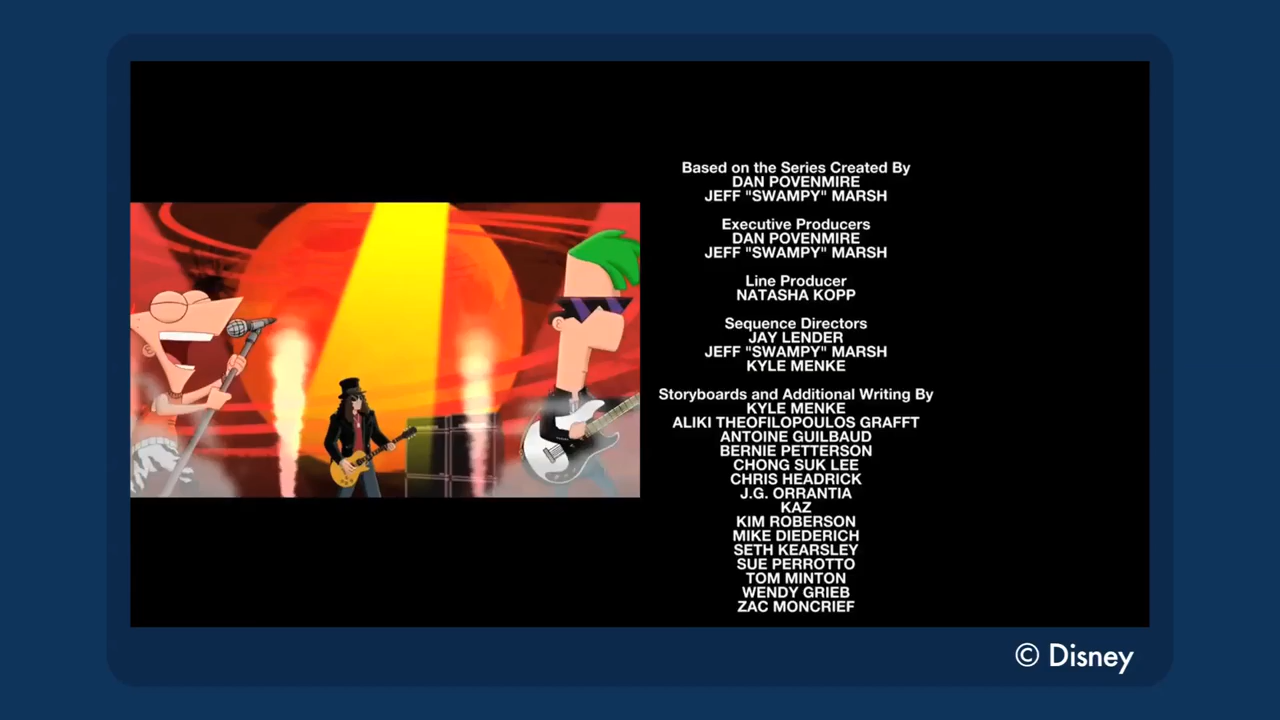 Based on the Series Created By
DAN POVENMIRE
JEFF "SWAMPY" MARSH
Executive Producers
DAN POVENMIRE
JEFF "SWAMPY" MARSH
Line Producer
NATASHA KOPP
Sequence Directors
JAY LENDER
JEFF "SWAMPY" MARSH
KYLE MENKE
Storyboards and Additional Writing By
KYLE MENKE
ALIKI THEOFILOPOULOS GRAFFT
ANTOINE GUILBAUD
BERNIE PETTERSON
CHONG SUK LEE
CHRIS HEADRICK
J.G. ORRANTIA
KAZ
KIM ROBERSON
MIKE DIEDERICH
SETH KEARSLEY
SUE PERROTTO
TOM MINTON
WENDY GRIEB
ZAC MONCRIEF
© Disney